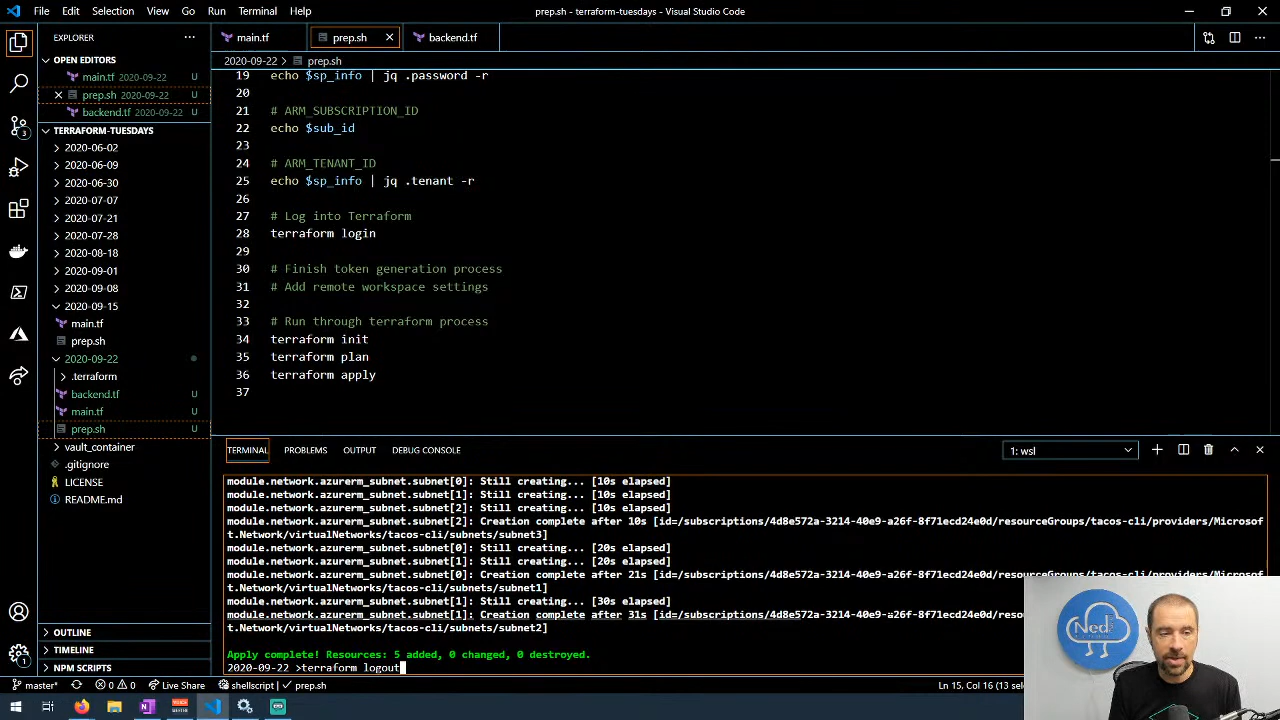 File Edit Selection View Go Run Terminal Help
prep.sh - terraform-tuesdays - Visual Studio Code
EXPLORER
OPEN EDITORS
main.tf 2020-09-22 U
prep.sh 2020-09-22 U
backend.tf 2020-09-22 U
TERRAFORM-TUESDAYS
2020-06-02
2020-06-09
2020-06-30
2020-07-07
2020-07-21
2020-07-28
2020-08-18
2020-09-01
2020-09-08
2020-09-15
main.tf
prep.sh
2020-09-22
.terraform
backend.tf U
main.tf U
prep.sh U
vault_container
.gitignore
LICENSE
README.md
OUTLINE
TIMELINE
NPM SCRIPTS
3
1
main.tf
prep.sh
backend.tf
2020-09-22 > prep.sh
19 echo $sp_info | jq .password -r
20
21 # ARM_SUBSCRIPTION_ID
22 echo $sub_id
23
24 # ARM_TENANT_ID
25 echo $sp_info | jq .tenant -r
26
27 # Log into Terraform
28 terraform login
29
30 # Finish token generation process
31 # Add remote workspace settings
32
33 # Run through terraform process
34 terraform init
35 terraform plan
36 terraform apply
37
TERMINAL PROBLEMS OUTPUT DEBUG CONSOLE
1: wsl
module.network.azurerm_subnet.subnet[0]: Still creating... [10s elapsed]
module.network.azurerm_subnet.subnet[1]: Still creating... [10s elapsed]
module.network.azurerm_subnet.subnet[2]: Still creating... [10s elapsed]
module.network.azurerm_subnet.subnet[2]: Creation complete after 10s [id=/subscriptions/4d8e572a-3214-40e9-a26f-8f71ecd24e0d/resourceGroups/tacos-cli/providers/Microsof
t.Network/virtualNetworks/tacos-cli/subnets/subnet3]
module.network.azurerm_subnet.subnet[0]: Still creating... [20s elapsed]
module.network.azurerm_subnet.subnet[1]: Still creating... [20s elapsed]
module.network.azurerm_subnet.subnet[0]: Creation complete after 21s [id=/subscriptions/4d8e572a-3214-40e9-a26f-8f71ecd24e0d/resourceGroups/tacos-cli/providers/Microsof
t.Network/virtualNetworks/tacos-cli/subnets/subnet1]
module.network.azurerm_subnet.subnet[1]: Still creating... [30s elapsed]
module.network.azurerm_subnet.subnet[1]: Creation complete after 31s [id=/subscriptions/4d8e572a-3214-40e9-a26f-8f71ecd24e0d/reso
t.Network/virtualNetworks/tacos-cli/subnets/subnet2]
Apply complete! Resources: 5 added, 0 changed, 0 destroyed.
2020-09-22 >terraform logout
Ned
master* 0 0 Live Share shellscript prep.sh
Ln 15, Col 16 (13 sele